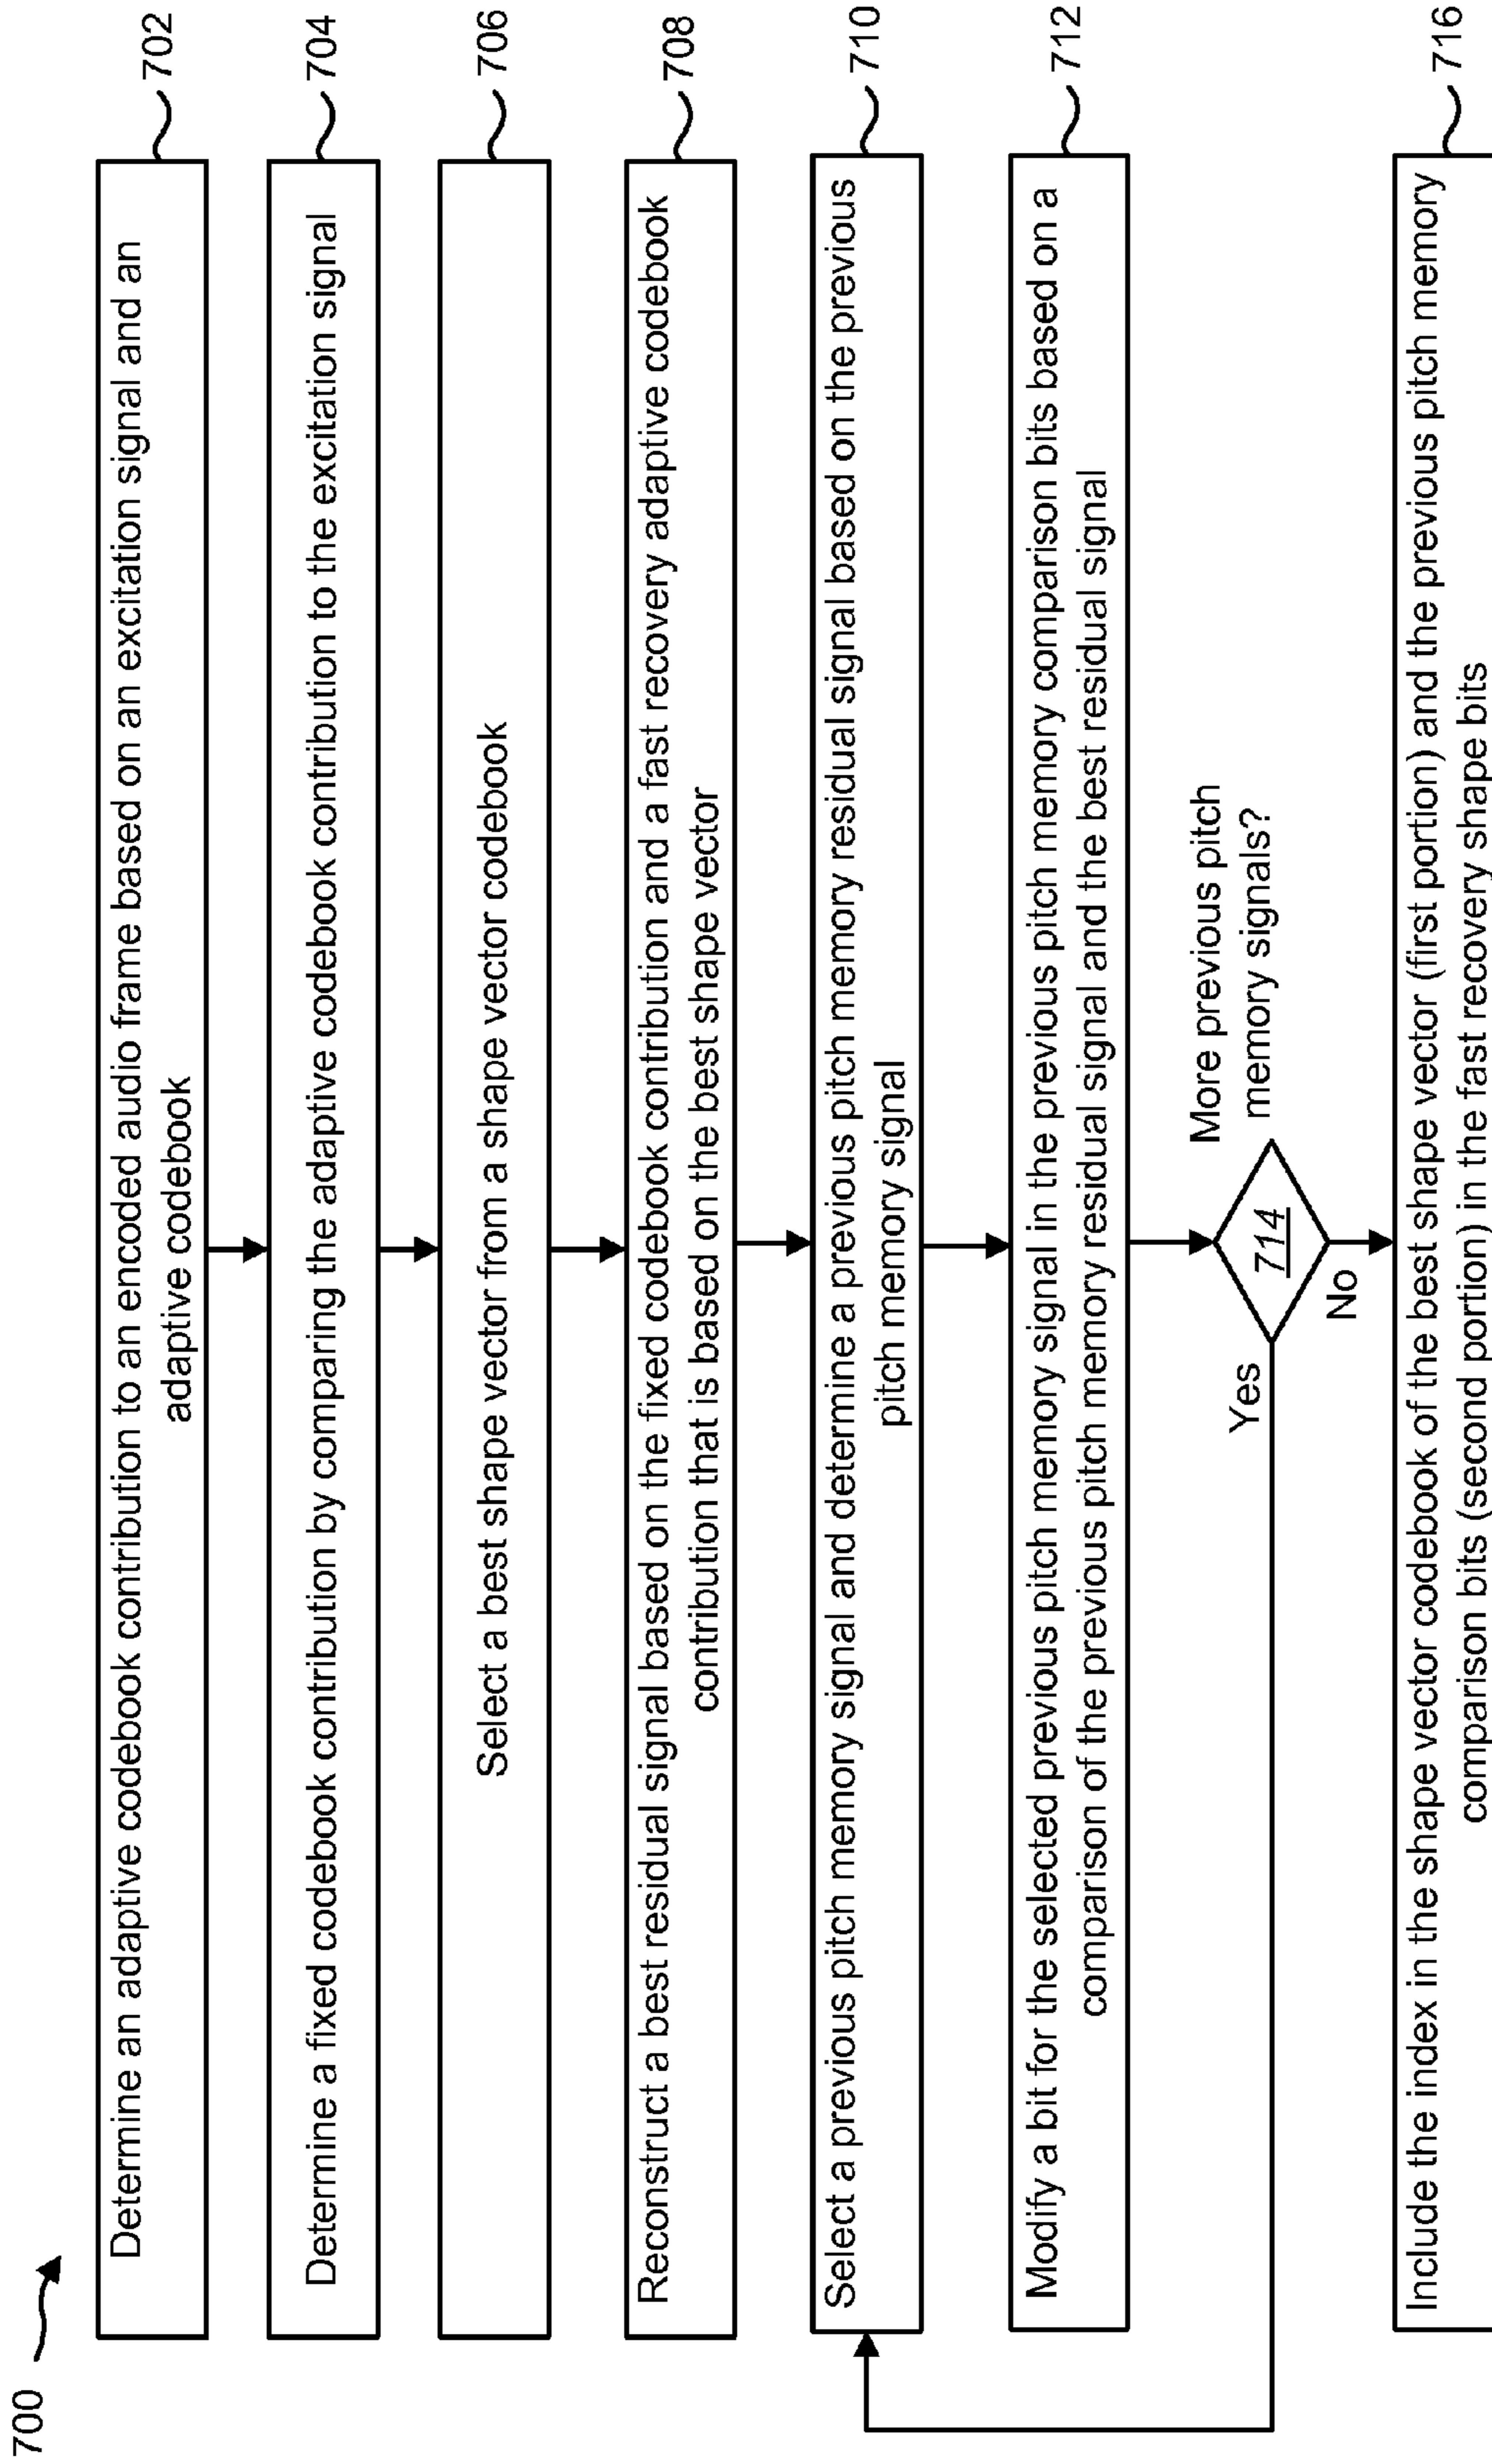 700
Determine an adaptive codebook contribution to an encoded audio frame based on an excitation signal and an
adaptive codebook
702
Determine a fixed codebook contribution by comparing the adaptive codebook contribution to the excitation signal
704
Select a best shape vector from a shape vector codebook
706
Reconstruct a best residual signal based on the fixed codebook contribution and a fast recovery adaptive codebook
contribution that is based on the best shape vector
708
Select a previous pitch memory signal and determine a previous pitch memory residual signal based on the previous
pitch memory signal
710
Modify a bit for the selected previous pitch memory signal in the previous pitch memory comparison bits based on a
comparison of the previous pitch memory residual signal and the best residual signal
712
More previous pitch
memory signals?
714
Yes
No
Include the index in the shape vector codebook of the best shape vector (first portion) and the previous pitch memory
comparison bits (second portion) in the fast recovery shape bits
716